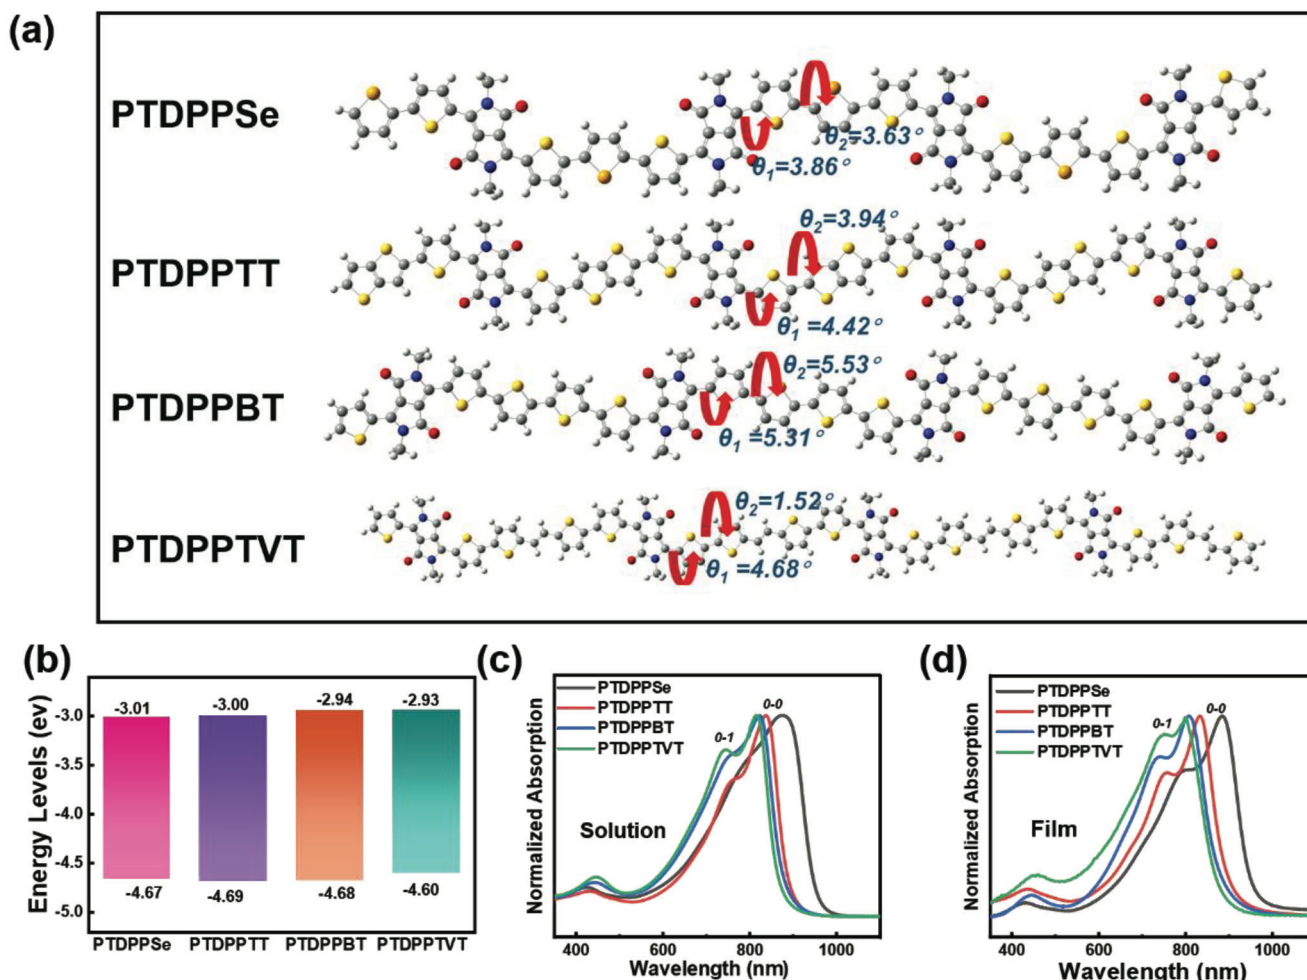 (a)
PTDPPSe
θ2=3.63°
θ1=3.86°
PTDPPTT
θ2=3.94°
θ1=4.42°
PTDPPBT
θ2=5.53°
θ1=5.31°
PTDPPTVT
θ2=1.52°
θ1=4.68°
(b)
Energy Levels (ev)
-3.0
-3.5
-4.0
-4.5
-5.0
-3.01
-3.00
-2.94
-2.93
-4.67
-4.69
-4.68
-4.60
PTDPPSe PTDPPTT PTDPPBT PTDPPTVT
(c)
Normalized Absorption
PTDPPSe
PTDPPTT
PTDPPBT
PTDPPTVT
0-0
0-1
Solution
400 600 800 1000
Wavelength (nm)
(d)
Normalized Absorption
PTDPPSe
PTDPPTT
PTDPPBT
PTDPPTVT
0-0
0-1
Film
400 600 800 1000
Wavelength (nm)